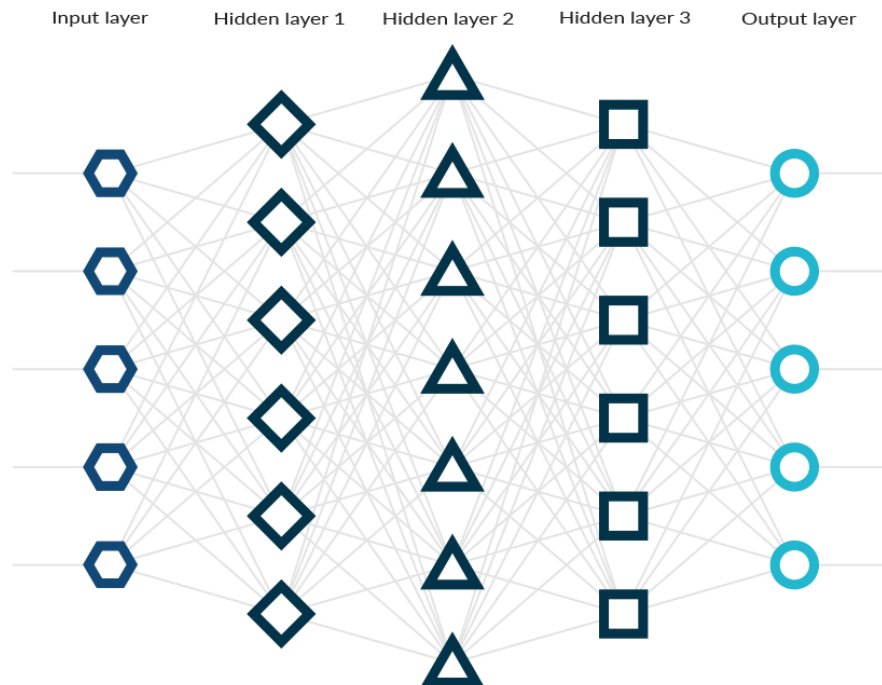 Input layer
Hidden layer 1
Hidden layer 2
Hidden layer 3
Output layer